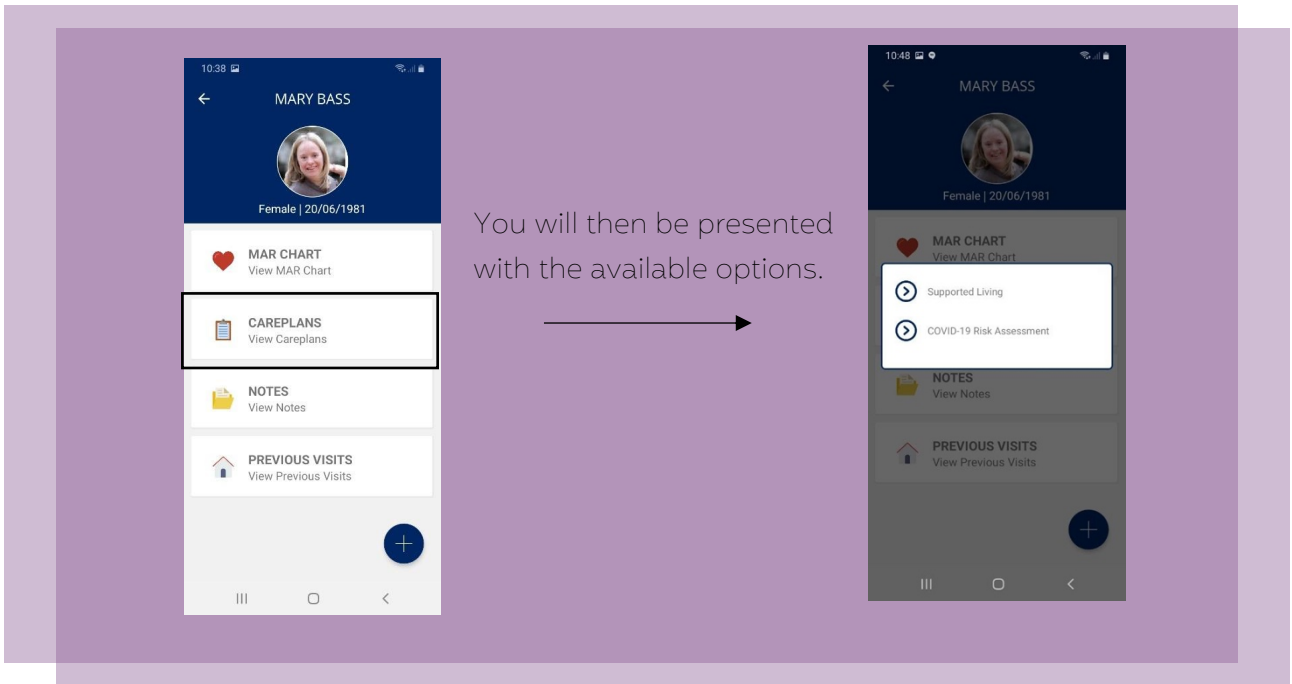 10:38
MARY BASS
Female | 20/06/1981
MAR CHART
View MAR Chart
CAREPLANS
View Careplans
NOTES
View Notes
PREVIOUS VISITS
View Previous Visits
You will then be presented
with the available options.
10:48
MARY BASS
Female | 20/06/1981
MAR CHART
View MAR Chart
Supported Living
COVID-19 Risk Assessment
NOTES
View Notes
PREVIOUS VISITS
View Previous Visits